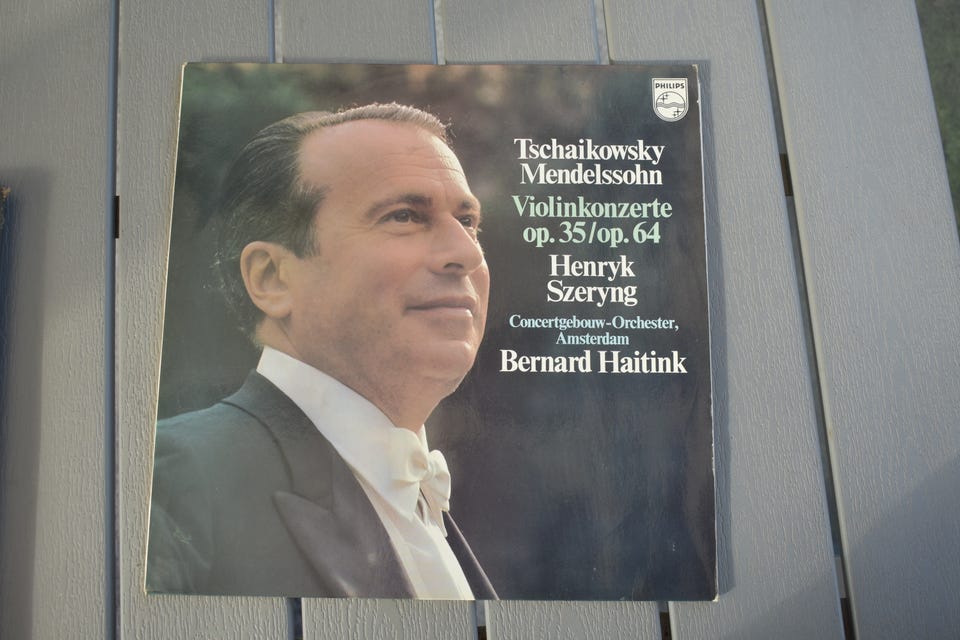 PHILIPS
Tschaikowsky
Mendelssohn
Violinkonzerte
op. 35/op. 64
Henryk
Szeryng
Concertgebouw-Orchester,
Amsterdam
Bernard Haitink